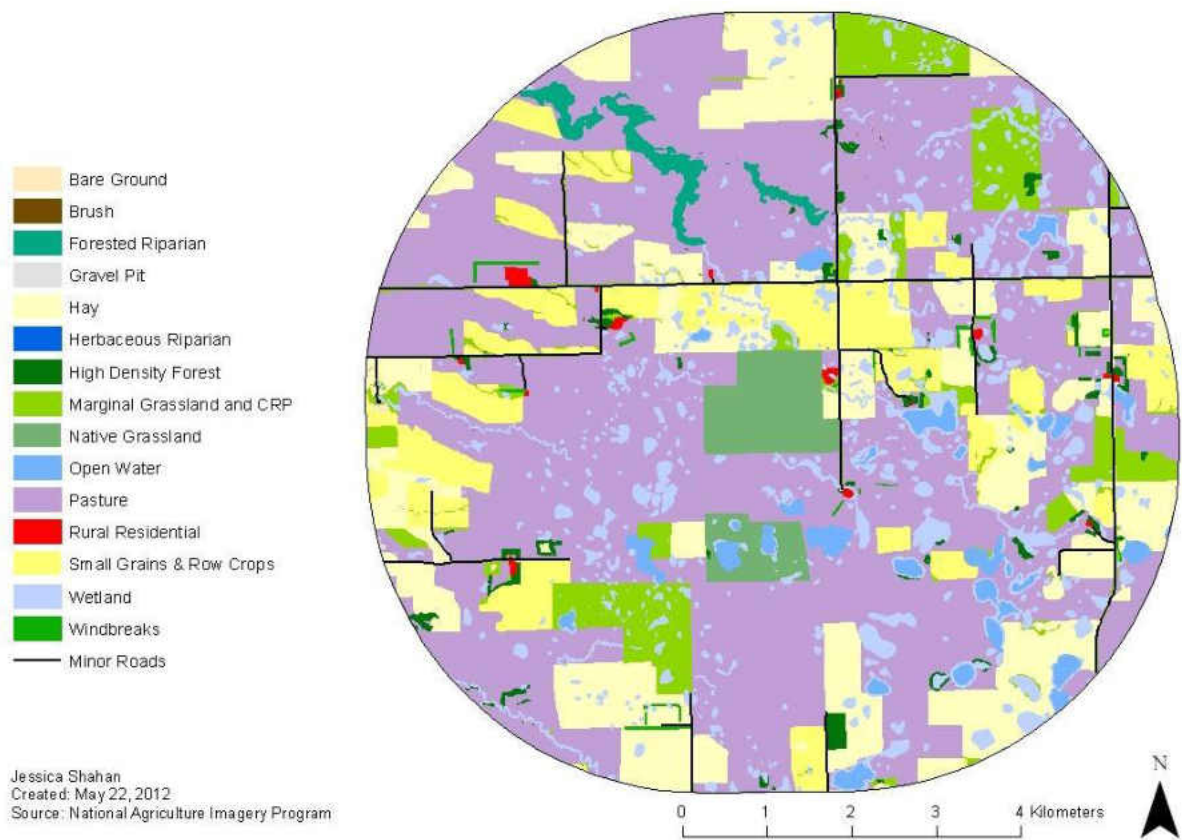 Bare Ground
Brush
Forested Riparian
Gravel Pit
Hay
Herbaceous Riparian
High Density Forest
Marginal Grassland and CRP
Native Grassland
Open Water
Pasture
Rural Residential
Small Grains & Row Crops
Wetland
Windbreaks
Minor Roads
Jessica Shahan
Created: May 22, 2012
Source: National Agriculture Imagery Program
0 1 2 3 4 Kilometers
N